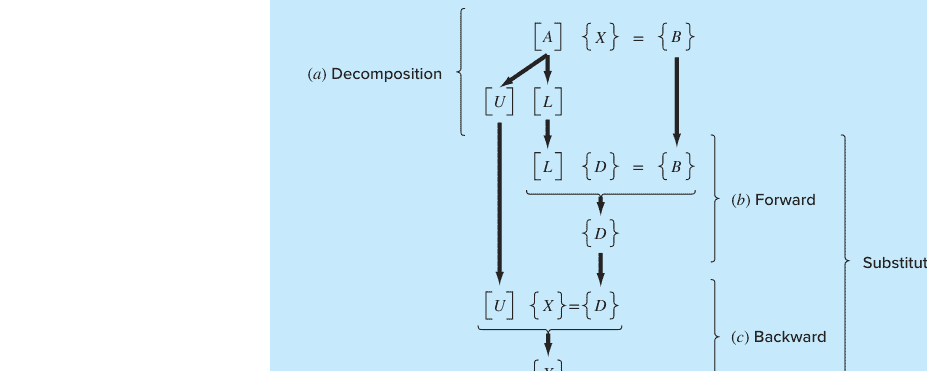 [A] {X} = {B}
(a) Decomposition
[U] [L]
[L] {D} = {B}
(b) Forward
{D}
Substitut
[U] {X}={D}
(c) Backward
{X}